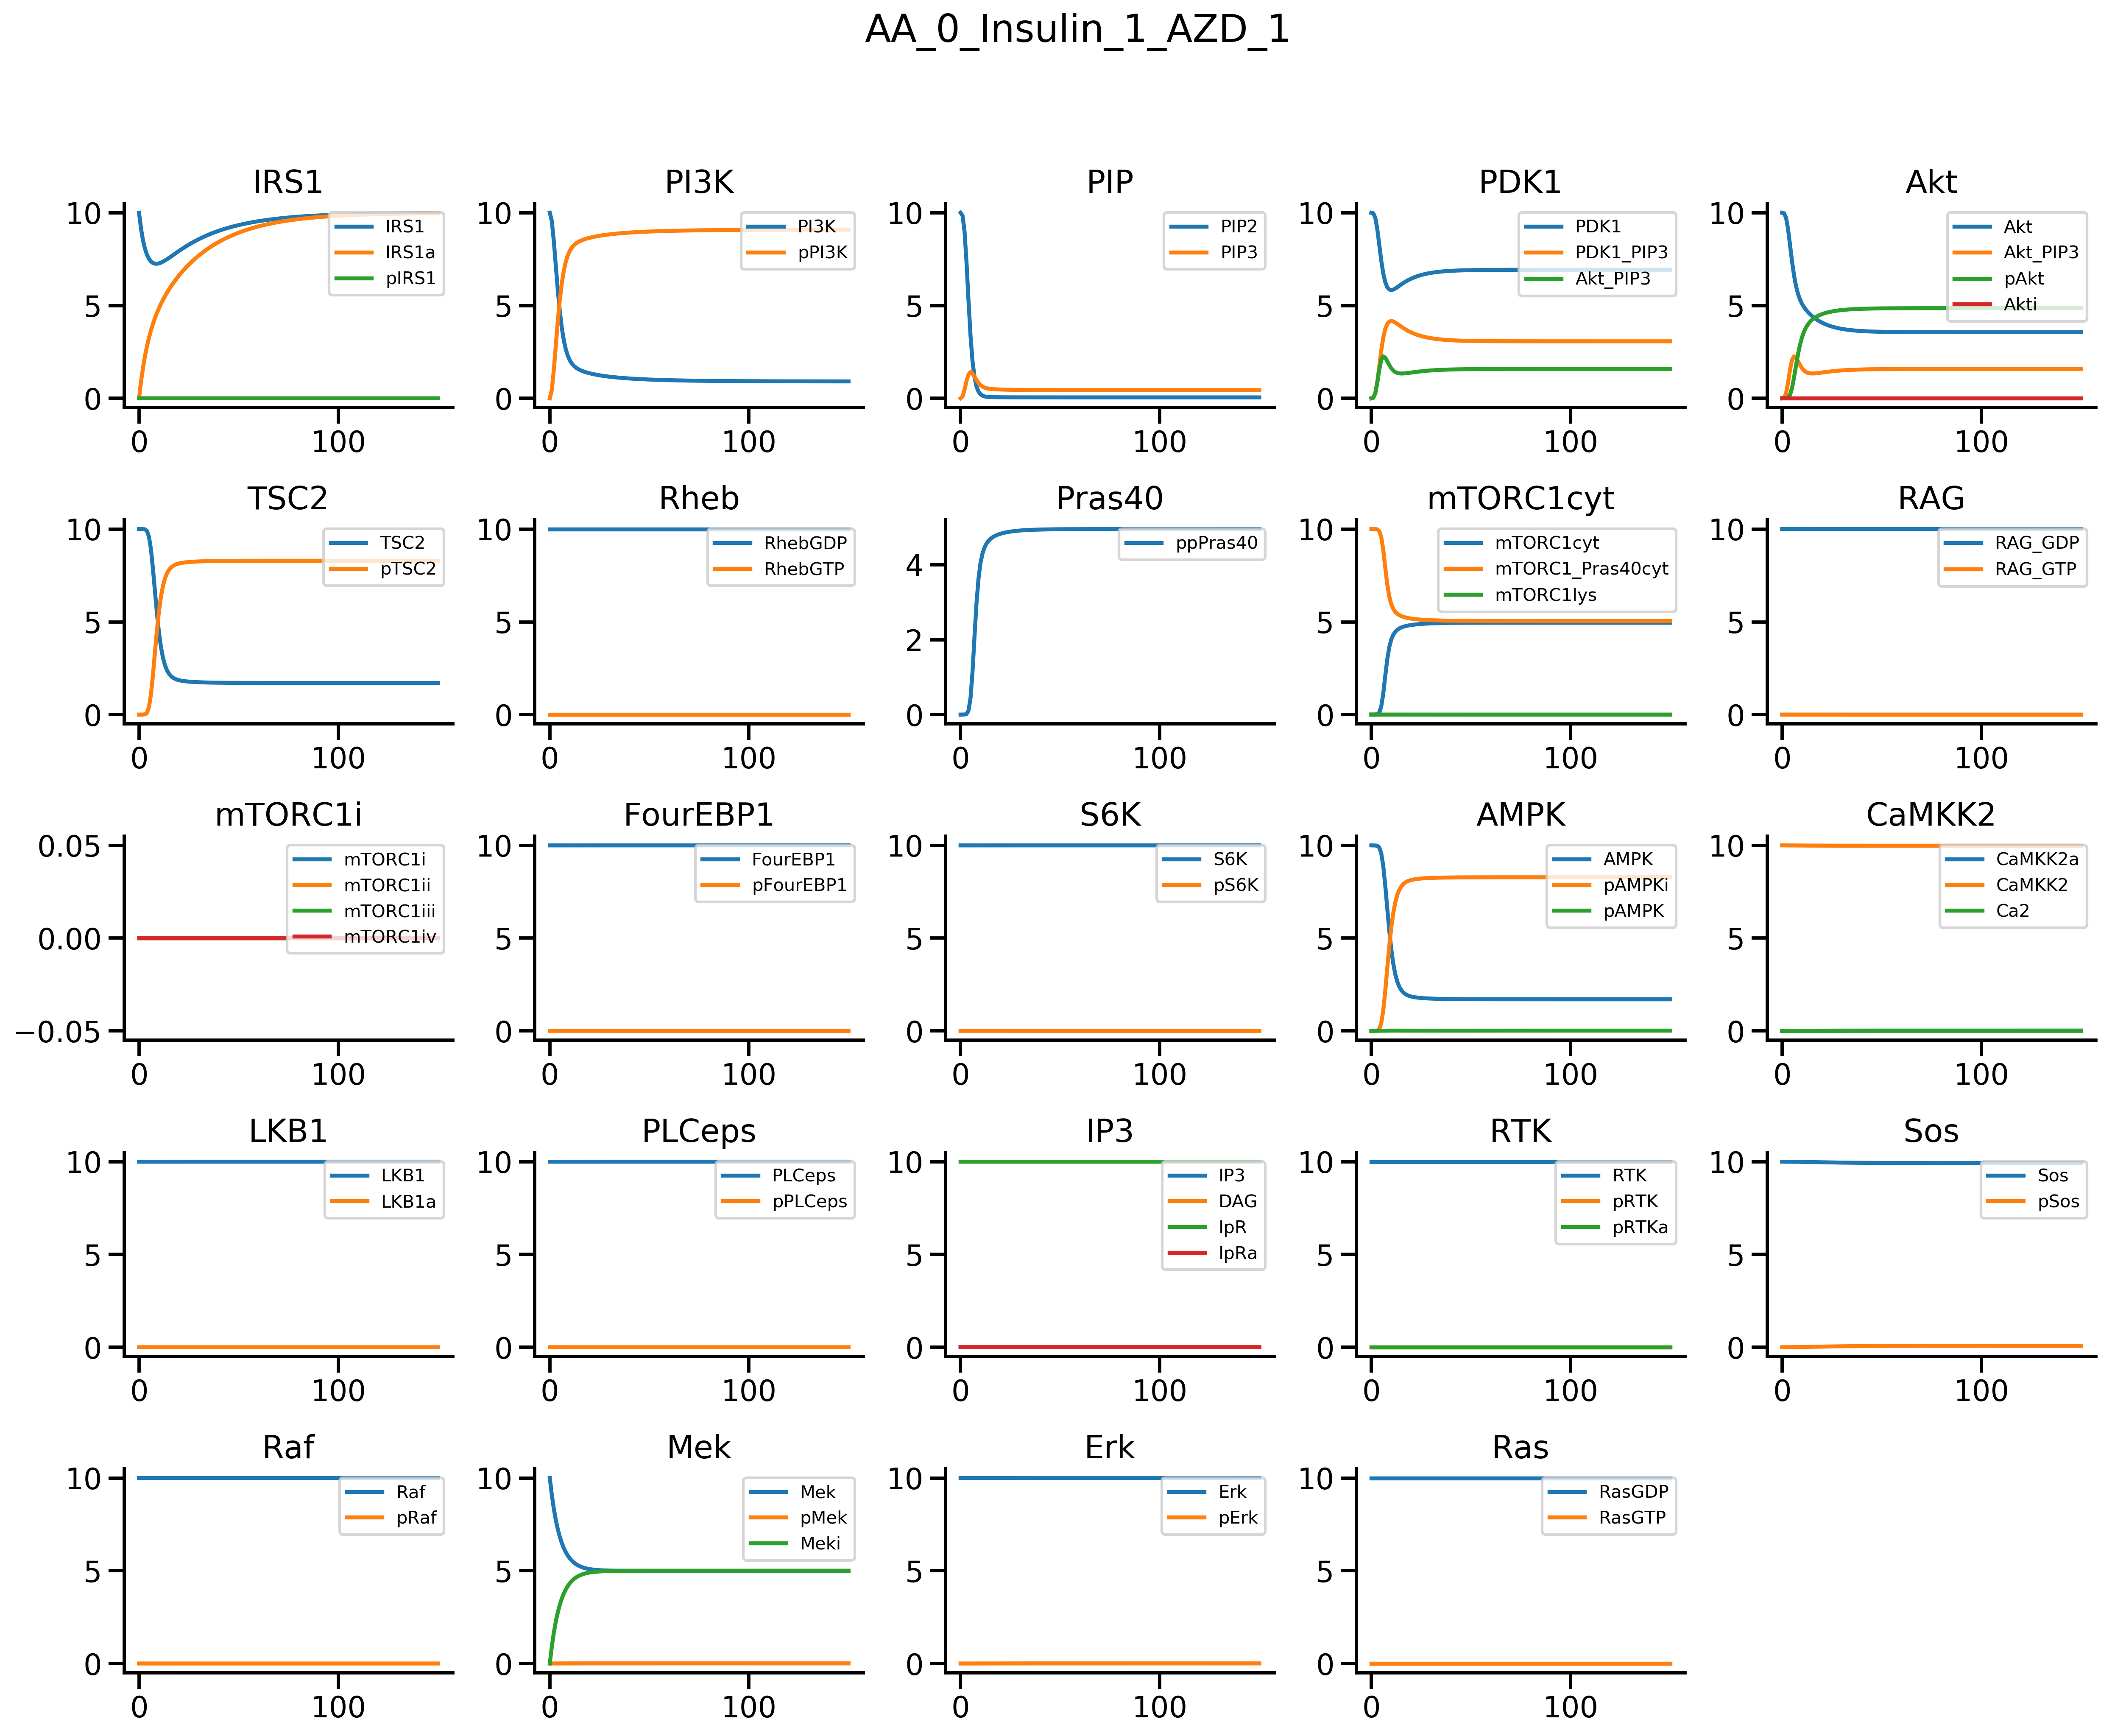 AA_0_Insulin_1_AZD_1
IRS1
10
5
0
0
100
IRS1
IRS1a
pIRS1
PI3K
10
5
0
0
100
PI3K
pPI3K
PIP
10
5
0
0
100
PIP2
PIP3
PDK1
10
5
0
0
100
PDK1
PDK1_PIP3
Akt_PIP3
Akt
10
5
0
0
100
Akt
Akt_PIP3
pAkt
Akti
TSC2
10
5
0
0
100
TSC2
pTSC2
Rheb
10
5
0
0
100
RhebGDP
RhebGTP
Pras40
4
2
0
0
100
ppPras40
mTORC1cyt
10
5
0
0
100
mTORC1cyt
mTORC1_Pras40cyt
mTORC1lys
RAG
10
5
0
0
100
RAG_GDP
RAG_GTP
mTORC1i
0.05
0.00
−0.05
0
100
mTORC1i
mTORC1ii
mTORC1iii
mTORC1iv
FourEBP1
10
5
0
0
100
FourEBP1
pFourEBP1
S6K
10
5
0
0
100
S6K
pS6K
AMPK
10
5
0
0
100
AMPK
pAMPKi
pAMPK
CaMKK2
10
5
0
0
100
CaMKK2a
CaMKK2
Ca2
LKB1
10
5
0
0
100
LKB1
LKB1a
PLCeps
10
5
0
0
100
PLCeps
pPLCeps
IP3
10
5
0
0
100
IP3
DAG
IpR
IpRa
RTK
10
5
0
0
100
RTK
pRTK
pRTKa
Sos
10
5
0
0
100
Sos
pSos
Raf
10
5
0
0
100
Raf
pRaf
Mek
10
5
0
0
100
Mek
pMek
Meki
Erk
10
5
0
0
100
Erk
pErk
Ras
10
5
0
0
100
RasGDP
RasGTP